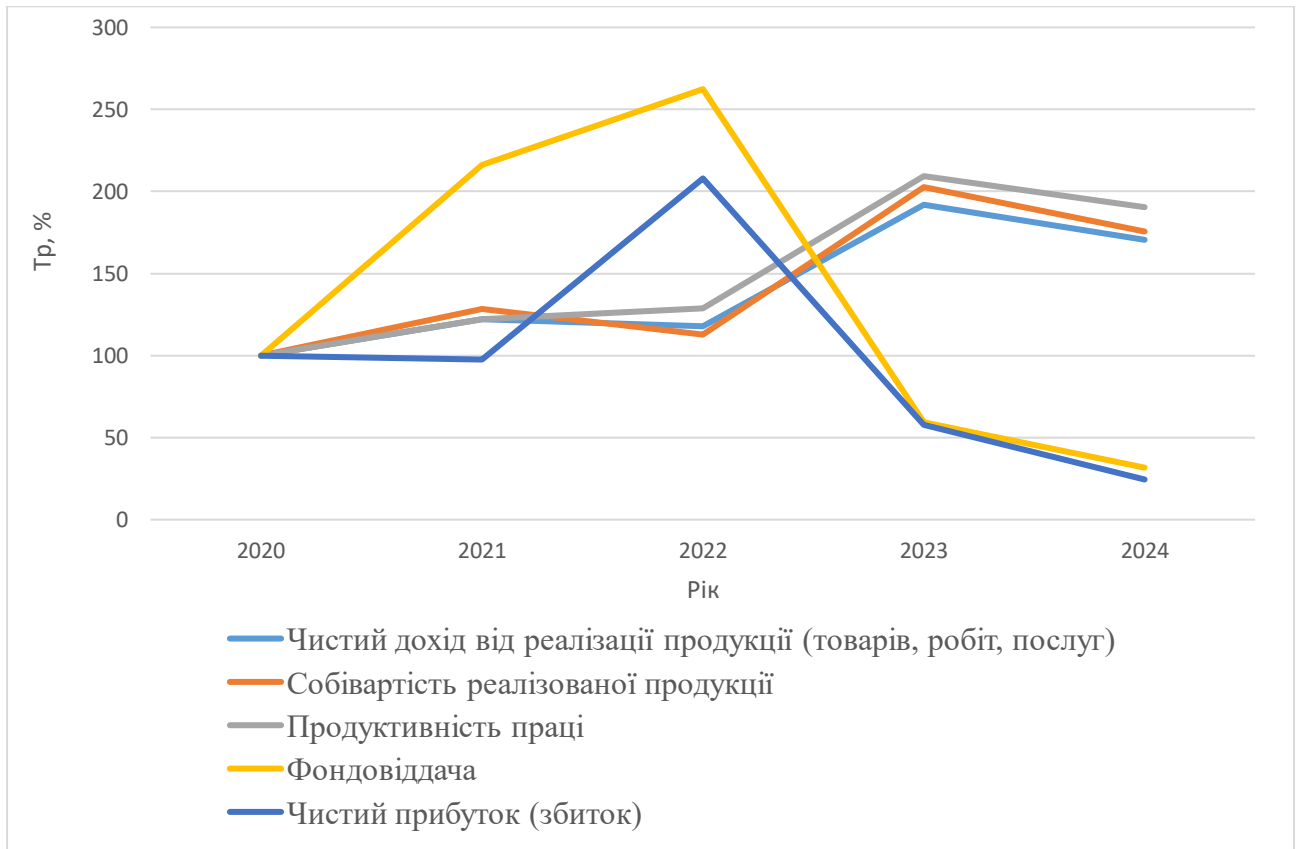 300
250
200
150
100
50
0
Тр, %
2020 2021 2022 2023 2024
Рік
Чистий дохід від реалізації продукції (товарів, робіт, послуг)
Собівартість реалізованої продукції
Продуктивність праці
Фондовіддача
Чистий прибуток (збиток)